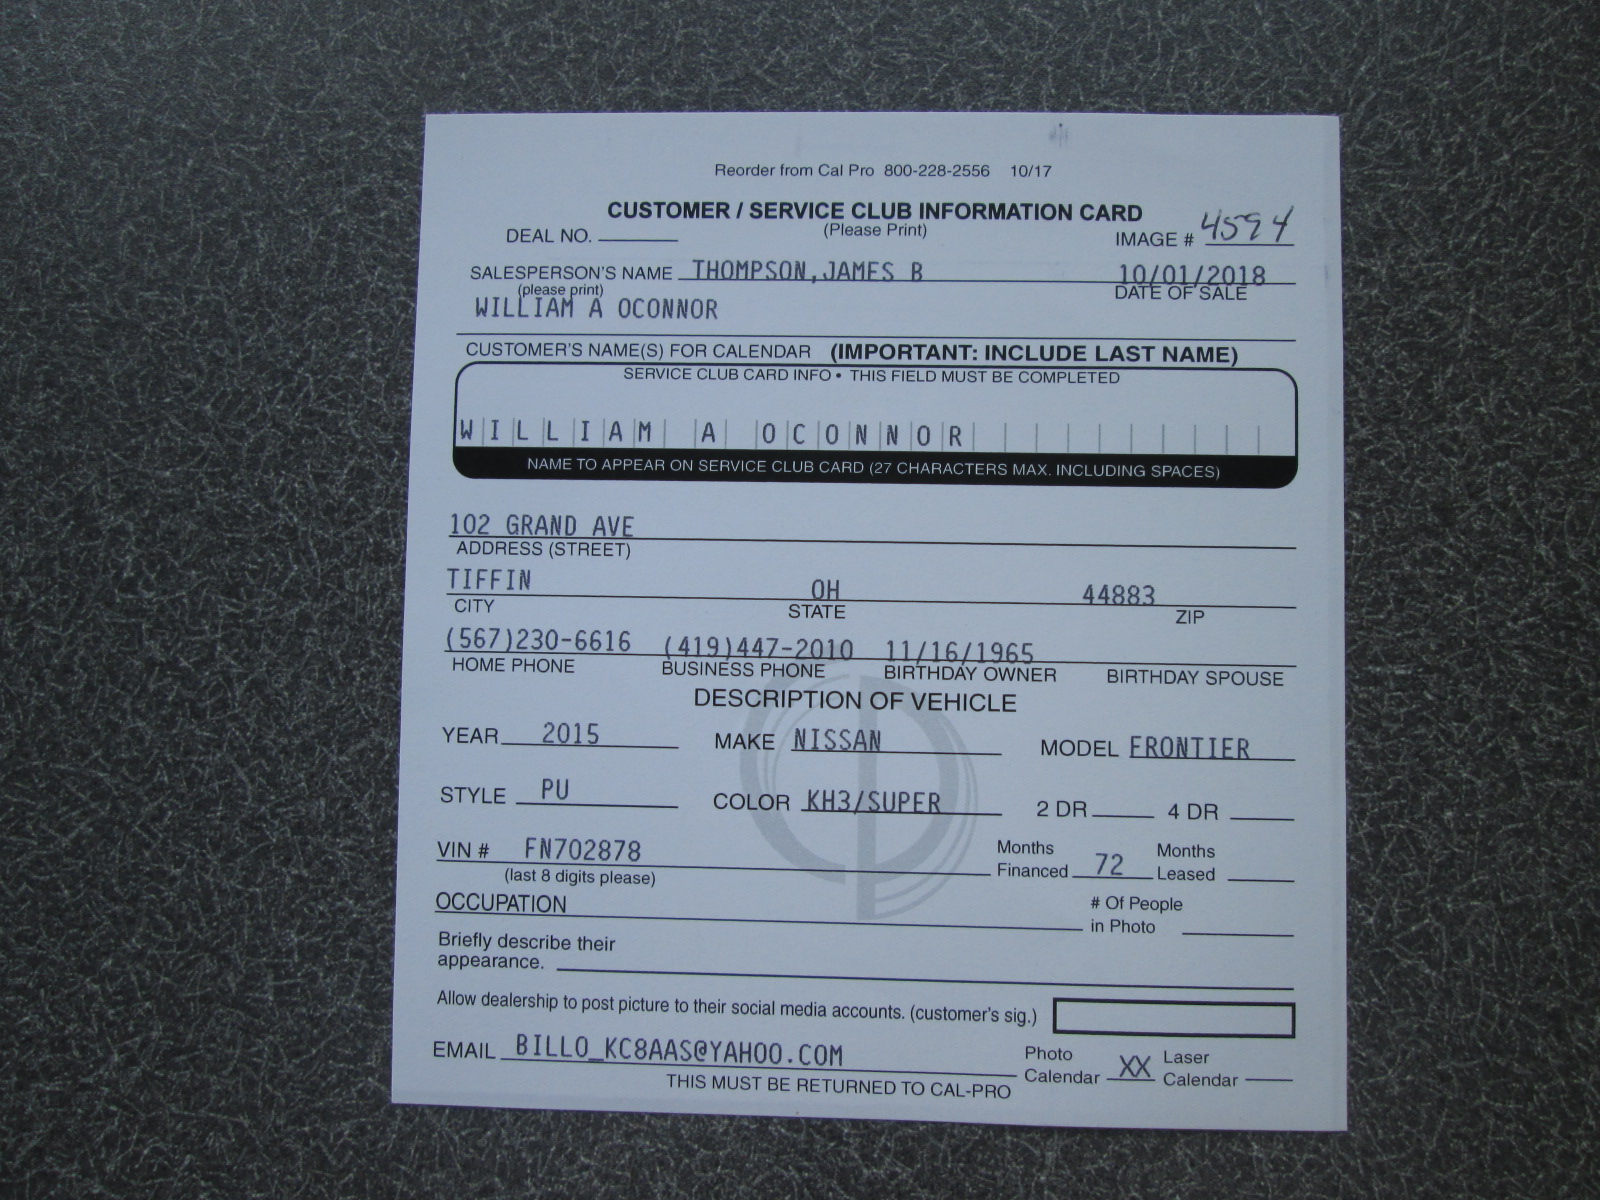 Reorder from Cal Pro 800-228-2556 10/17
CUSTOMER / SERVICE CLUB INFORMATION CARD
(Please Print)
DEAL NO.
IMAGE # 4594
SALESPERSON'S NAME THOMPSON,JAMES B 10/01/2018
(please print) DATE OF SALE
WILLIAM A OCONNOR
CUSTOMER'S NAME(S) FOR CALENDAR (IMPORTANT: INCLUDE LAST NAME)
SERVICE CLUB CARD INFO • THIS FIELD MUST BE COMPLETED
WILLIAM A OCONNOR
NAME TO APPEAR ON SERVICE CLUB CARD (27 CHARACTERS MAX. INCLUDING SPACES)
102 GRAND AVE
ADDRESS (STREET)
TIFFIN OH 44883
CITY STATE ZIP
(567)230-6616 (419)447-2010 11/16/1965
HOME PHONE BUSINESS PHONE BIRTHDAY OWNER BIRTHDAY SPOUSE
DESCRIPTION OF VEHICLE
YEAR 2015 MAKE NISSAN MODEL FRONTIER
STYLE PU COLOR KH3/SUPER 2 DR 4 DR
VIN # FN702878 Months Financed 72 Months Leased
(last 8 digits please)
OCCUPATION # Of People in Photo
Briefly describe their
appearance.
Allow dealership to post picture to their social media accounts. (customer's sig.)
EMAIL BILLO_KC8AAS@YAHOO.COM Photo Calendar XX Laser Calendar
THIS MUST BE RETURNED TO CAL-PRO